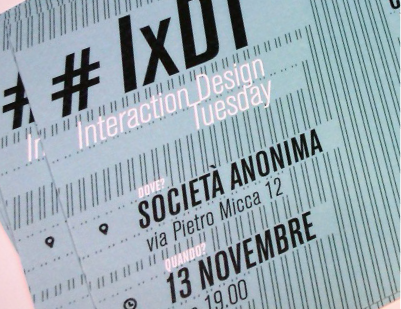 # IxDT
Interaction Design
Tuesday
DOVE?
SOCIETÀ ANONIMA
via Pietro Micca 12
QUANDO?
13 NOVEMBRE
19.00